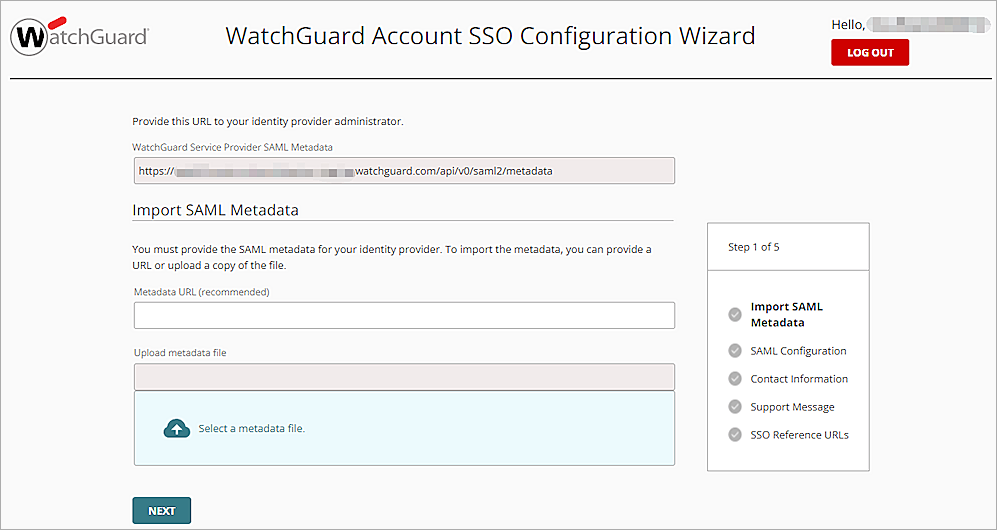 WatchGuard
WatchGuard Account SSO Configuration Wizard
Hello,
LOG OUT
Provide this URL to your identity provider administrator.
WatchGuard Service Provider SAML Metadata
https:// watchguard.com/api/v0/saml2/metadata
Import SAML Metadata
You must provide the SAML metadata for your identity provider. To import the metadata, you can provide a
URL or upload a copy of the file.
Metadata URL (recommended)
Upload metadata file
Select a metadata file.
NEXT
Step 1 of 5
Import SAML
Metadata
SAML Configuration
Contact Information
Support Message
SSO Reference URLs